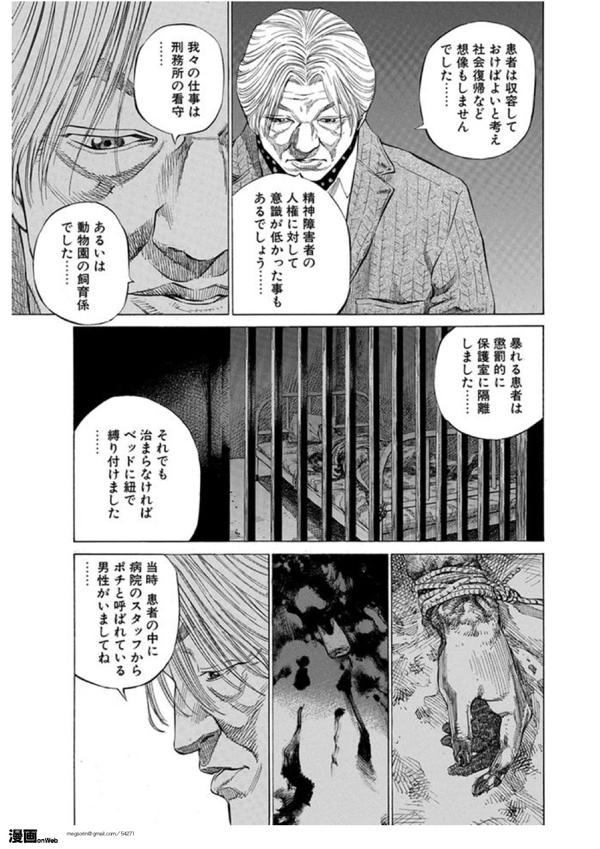 患者は収容して
おけばよいと考え
社会復帰など
想像もしません
でした……
精神障害者の
人権に対して
意識が低かった事も
あるでしょう……
我々の仕事は
刑務所の看守
……
あるいは
動物園の飼育係
でした……
暴れる患者は
懲罰的に
保護室に隔離
しました……
それでも
治まらなければ
ベッドに紐で
縛り付けました
……
当時 患者の中に
病院のスタッフから
ポチと呼ばれている
男性がいましてね
……
漫画 on Web
megaorin@gmail.com/54271